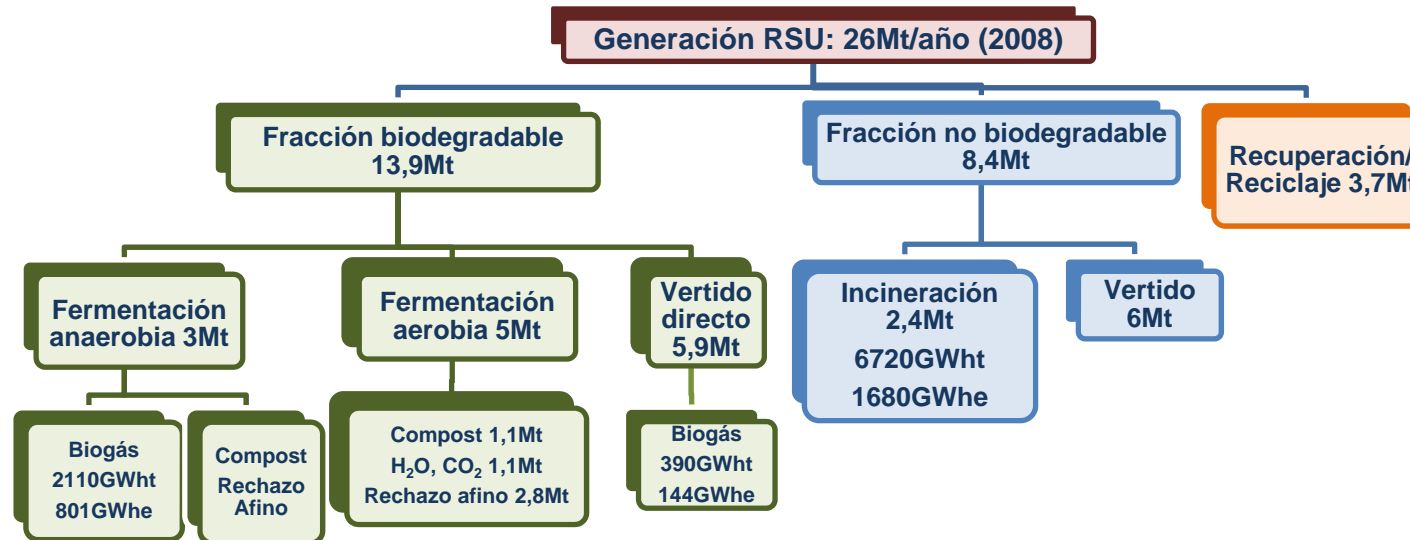 Generación RSU: 26Mt/año (2008)
Fracción biodegradable
13,9Mt
Fracción no biodegradable
8,4Mt
Recuperación/
Reciclaje 3,7Mt
Fermentación
anaerobia 3Mt
Fermentación
aerobia 5Mt
Vertido
directo
5,9Mt
Incineración
2,4Mt
6720GWht
1680GWhe
Vertido
6Mt
Biogás
2110GWht
801GWhe
Compost
Rechazo
Afino
Compost 1,1Mt
H₂O, CO₂ 1,1Mt
Rechazo afino 2,8Mt
Biogás
390GWht
144GWhe